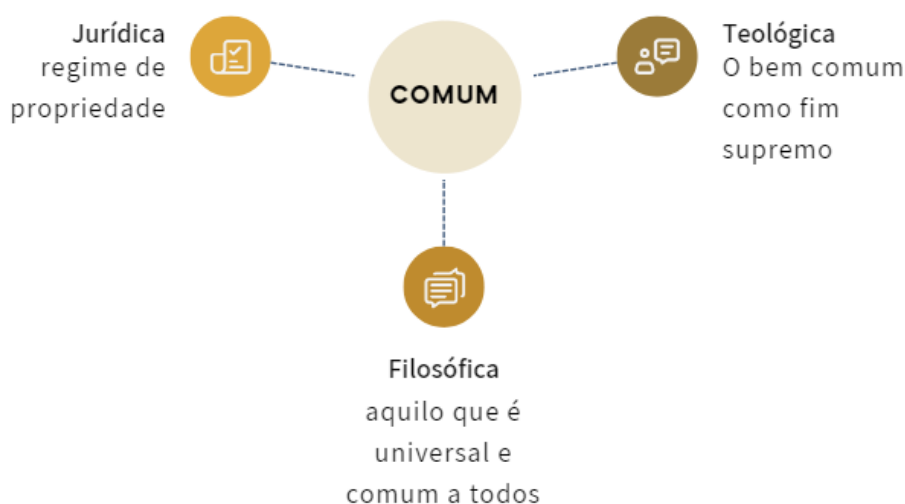 Jurídica
regime de
propriedade
COMUM
Teológica
O bem comum
como fim
supremo
Filosófica
aquilo que é
universal e
comum a todos